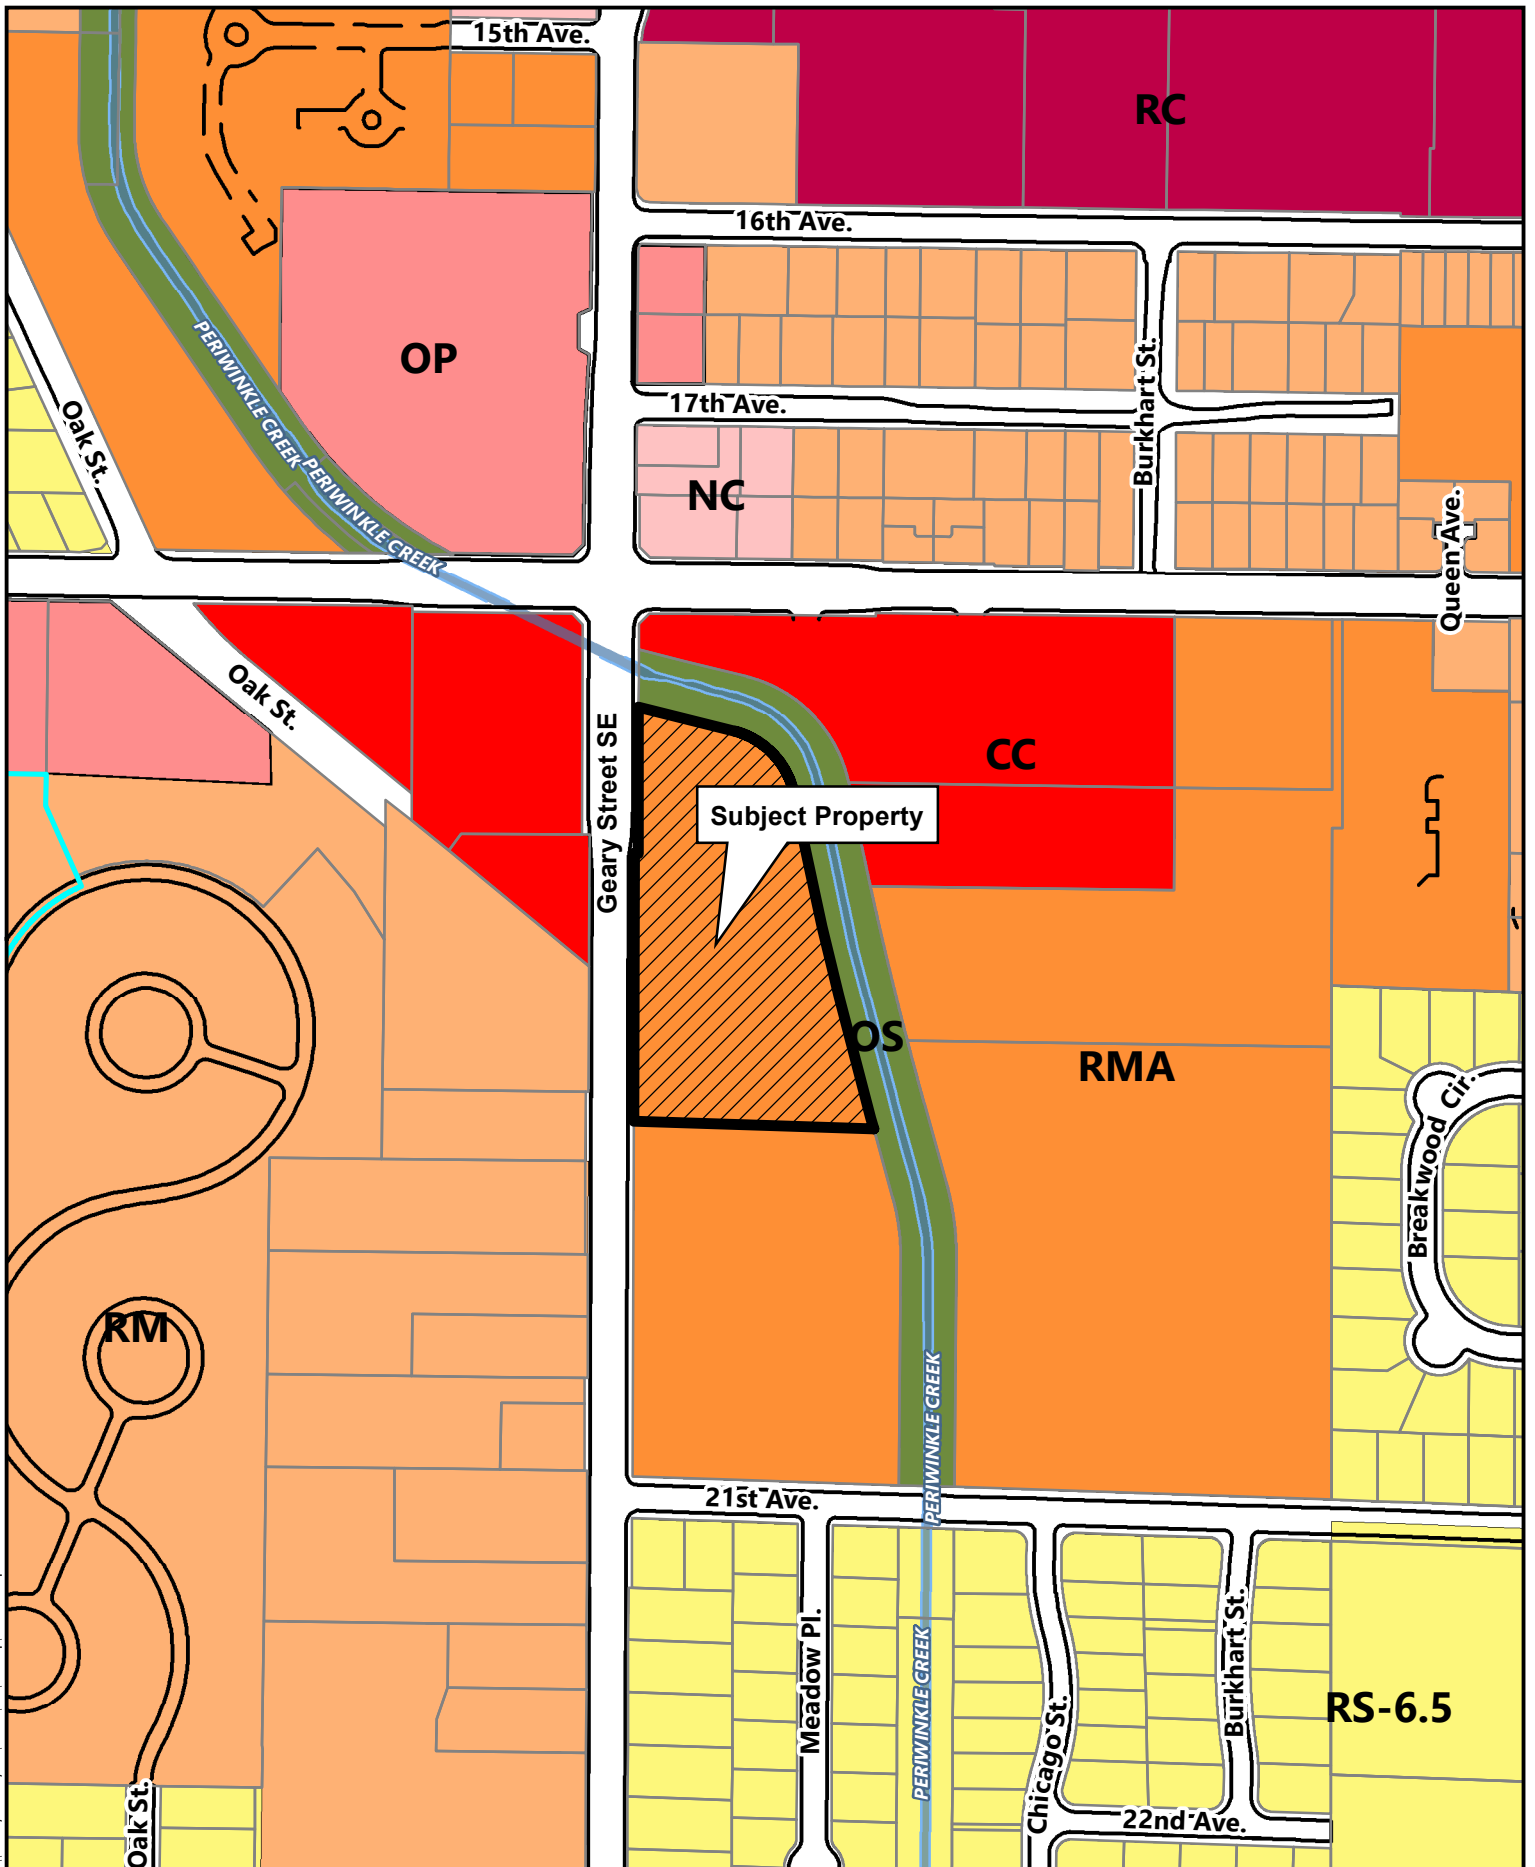 15th Ave.
RC
16th Ave.
PERIWINKLE CREEK
OP
Burkhart St.
Oak St.
17th Ave.
PERIWINKLE CREEK
NC
Queen Ave.
Oak St.
Geary Street SE
CC
Subject Property
OS
RMA
Breakwood Cir.
RM
PERIWINKLE CREEK
21st Ave.
Meadow Pl.
PERIWINKLE CREEK
Chicago St.
Burkhart St.
RS-6.5
Oak St.
22nd Ave.